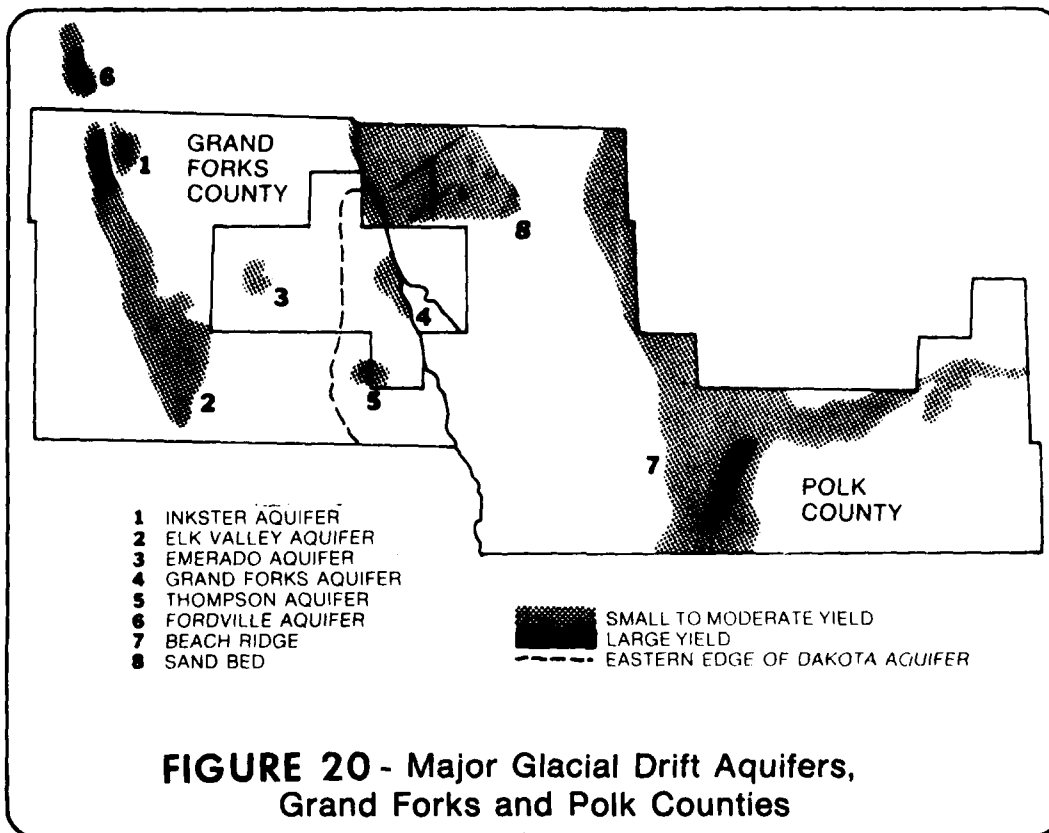 6
GRAND
FORKS
COUNTY
1
8
3
4
2
5
7
POLK
COUNTY
1 INKSTER AQUIFER
2 ELK VALLEY AQUIFER
3 EMERADO AQUIFER
4 GRAND FORKS AQUIFER
5 THOMPSON AQUIFER
6 FORDVILLE AQUIFER
7 BEACH RIDGE
8 SAND BED
SMALL TO MODERATE YIELD
LARGE YIELD
EASTERN EDGE OF DAKOTA AQUIFER
FIGURE 20 - Major Glacial Drift Aquifers,
Grand Forks and Polk Counties